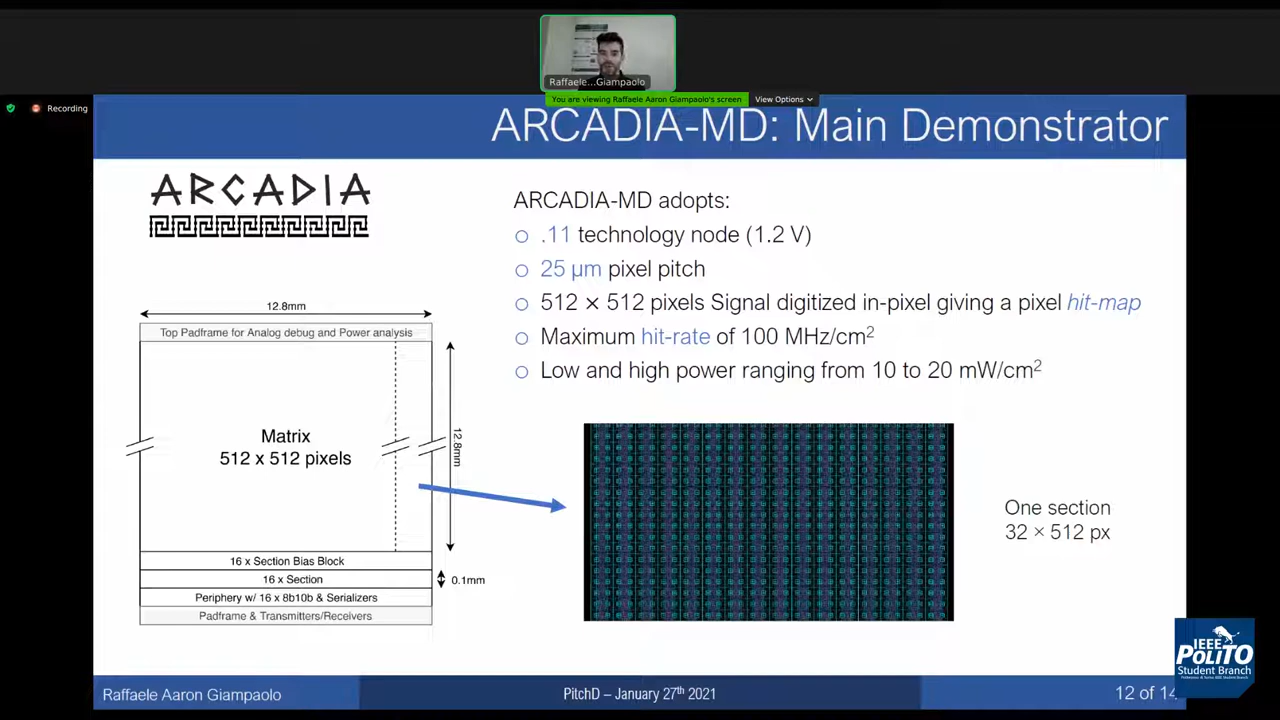 Raffaele...Giampaolo
You are viewing Raffaele Aaron Giampaolo's screen
View Options
Recording
ARCADIA-MD: Main Demonstrator
ARCADIA
ARCADIA-MD adopts:
.11 technology node (1.2 V)
25 µm pixel pitch
512 × 512 pixels Signal digitized in-pixel giving a pixel hit-map
Maximum hit-rate of 100 MHz/cm²
Low and high power ranging from 10 to 20 mW/cm²
12.8mm
Top Padframe for Analog debug and Power analysis
Matrix
512 x 512 pixels
12.8mm
16 x Section Bias Block
16 x Section
0.1mm
Periphery w/ 16 x 8b10b & Serializers
Padframe & Transmitters/Receivers
One section
32 × 512 px
IEEE
PoliTO
Student Branch
Raffaele Aaron Giampaolo
PitchD – January 27th 2021
12 of 14